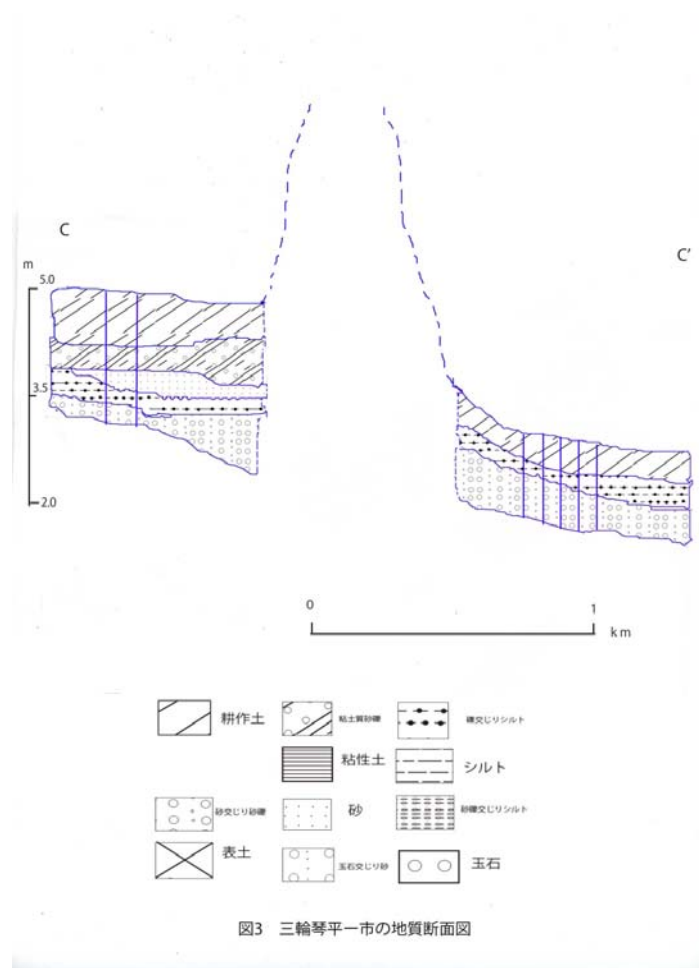 C
C'
m
5.0
3.5
2.0
0
1
km
耕作土
粘土質砂礫
礫交じりシルト
粘性土
シルト
砂交じり砂礫
砂
砂礫交じりシルト
表土
玉石交じり砂
玉石
図3 三輪琴平一市の地質断面図